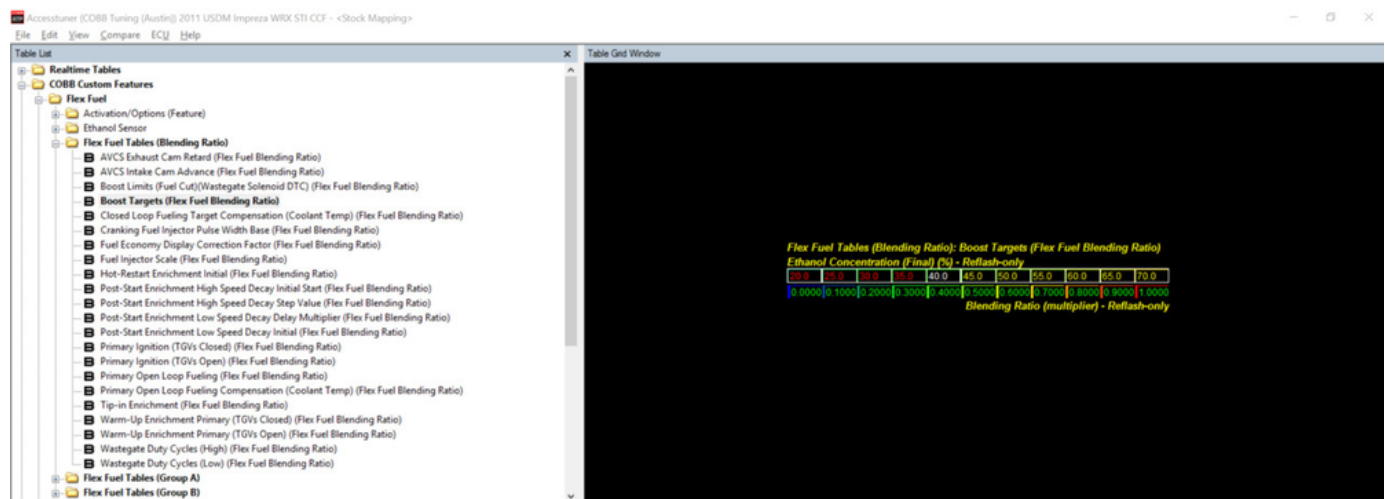 Accesstuner (COBB Tuning (Austin)) 2011 USDM Impreza WRX STI CCF - <Stock Mapping>
File Edit View Compare ECU Help
Table List
Realtime Tables
COBB Custom Features
Flex Fuel
Activation/Options (Feature)
Ethanol Sensor
Flex Fuel Tables (Blending Ratio)
AVCS Exhaust Cam Retard (Flex Fuel Blending Ratio)
AVCS Intake Cam Advance (Flex Fuel Blending Ratio)
Boost Limits (Fuel Cut)(Wastegate Solenoid DTC) (Flex Fuel Blending Ratio)
Boost Targets (Flex Fuel Blending Ratio)
Closed Loop Fueling Target Compensation (Coolant Temp) (Flex Fuel Blending Ratio)
Cranking Fuel Injector Pulse Width Base (Flex Fuel Blending Ratio)
Fuel Economy Display Correction Factor (Flex Fuel Blending Ratio)
Fuel Injector Scale (Flex Fuel Blending Ratio)
Hot-Restart Enrichment Initial (Flex Fuel Blending Ratio)
Post-Start Enrichment High Speed Decay Initial Start (Flex Fuel Blending Ratio)
Post-Start Enrichment High Speed Decay Step Value (Flex Fuel Blending Ratio)
Post-Start Enrichment Low Speed Decay Delay Multiplier (Flex Fuel Blending Ratio)
Post-Start Enrichment Low Speed Decay Initial (Flex Fuel Blending Ratio)
Primary Ignition (TGVs Closed) (Flex Fuel Blending Ratio)
Primary Ignition (TGVs Open) (Flex Fuel Blending Ratio)
Primary Open Loop Fueling (Flex Fuel Blending Ratio)
Primary Open Loop Fueling Compensation (Coolant Temp) (Flex Fuel Blending Ratio)
Tip-in Enrichment (Flex Fuel Blending Ratio)
Warm-Up Enrichment Primary (TGVs Closed) (Flex Fuel Blending Ratio)
Warm-Up Enrichment Primary (TGVs Open) (Flex Fuel Blending Ratio)
Wastegate Duty Cycles (High) (Flex Fuel Blending Ratio)
Wastegate Duty Cycles (Low) (Flex Fuel Blending Ratio)
Flex Fuel Tables (Group A)
Flex Fuel Tables (Group B)
Table Grid Window
Flex Fuel Tables (Blending Ratio): Boost Targets (Flex Fuel Blending Ratio)
Ethanol Concentration (Final) (%) - Reflash-only
20.0 25.0 30.0 35.0 40.0 45.0 50.0 55.0 60.0 65.0 70.0
0.0000 0.1000 0.2000 0.3000 0.4000 0.5000 0.6000 0.7000 0.8000 0.9000 1.0000
Blending Ratio (multiplier) - Reflash-only